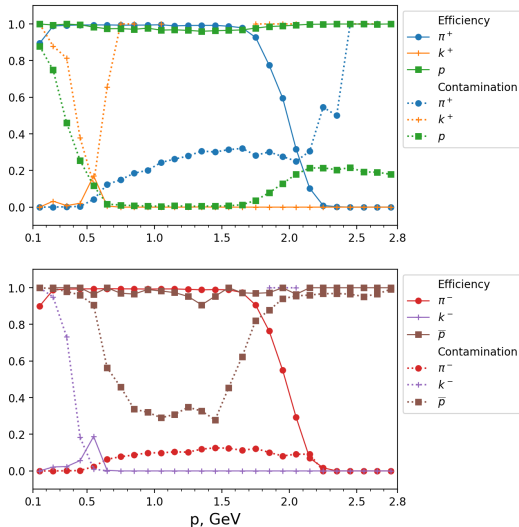 1.0
0.8
0.6
0.4
0.2
0.0
0.1 0.5 1.0 1.5 2.0 2.5 2.8
Efficiency
π⁺
k⁺
p
Contamination
π⁺
k⁺
p
1.0
0.8
0.6
0.4
0.2
0.0
0.1 0.5 1.0 1.5 2.0 2.5 2.8
p, GeV
Efficiency
π⁻
k⁻
p̅
Contamination
π⁻
k⁻
p̅